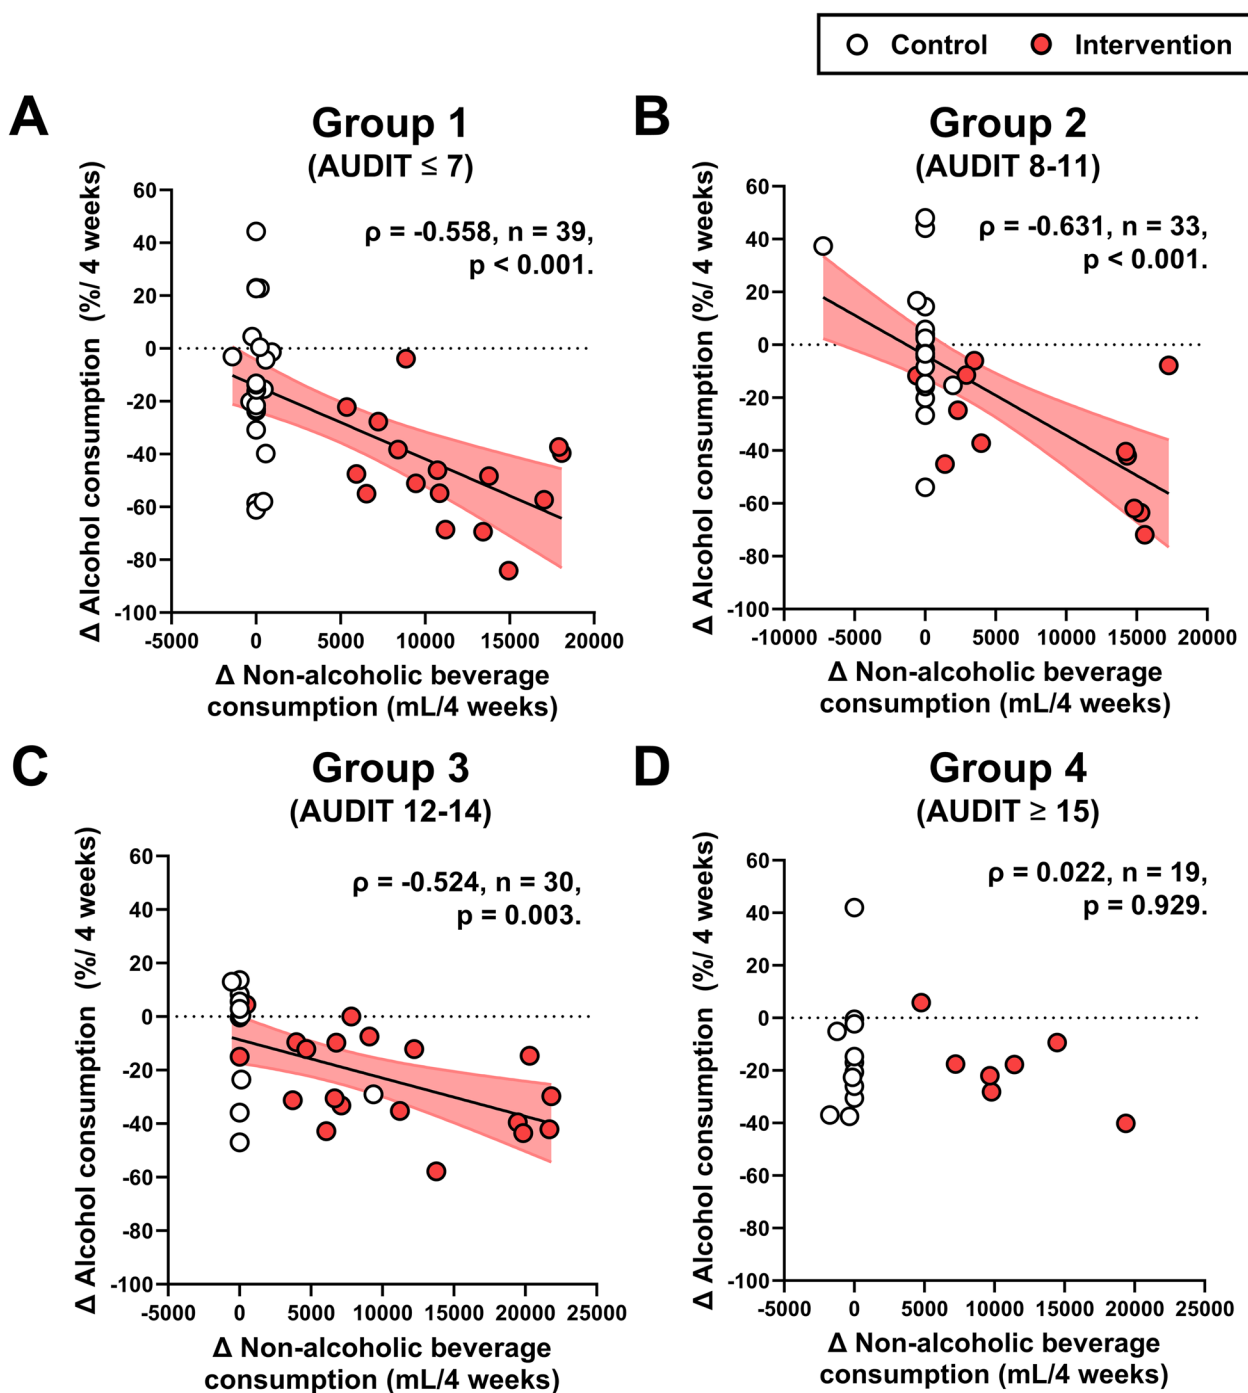 Control Intervention
A
Group 1
(AUDIT ≤ 7)
ρ = -0.558, n = 39,
p < 0.001.
Δ Alcohol consumption (%/ 4 weeks)
60
40
20
0
-20
-40
-60
-80
-100
-5000 0 5000 10000 15000 20000
Δ Non-alcoholic beverage
consumption (mL/4 weeks)
B
Group 2
(AUDIT 8-11)
ρ = -0.631, n = 33,
p < 0.001.
Δ Alcohol consumption (%/ 4 weeks)
60
40
20
0
-20
-40
-60
-80
-100
-10000 -5000 0 5000 10000 15000 20000
Δ Non-alcoholic beverage
consumption (mL/4 weeks)
C
Group 3
(AUDIT 12-14)
ρ = -0.524, n = 30,
p = 0.003.
Δ Alcohol consumption (%/ 4 weeks)
60
40
20
0
-20
-40
-60
-80
-100
-5000 0 5000 10000 15000 20000 25000
Δ Non-alcoholic beverage
consumption (mL/4 weeks)
D
Group 4
(AUDIT ≥ 15)
ρ = 0.022, n = 19,
p = 0.929.
Δ Alcohol consumption (%/ 4 weeks)
60
40
20
0
-20
-40
-60
-80
-100
-5000 0 5000 10000 15000 20000 25000
Δ Non-alcoholic beverage
consumption (mL/4 weeks)